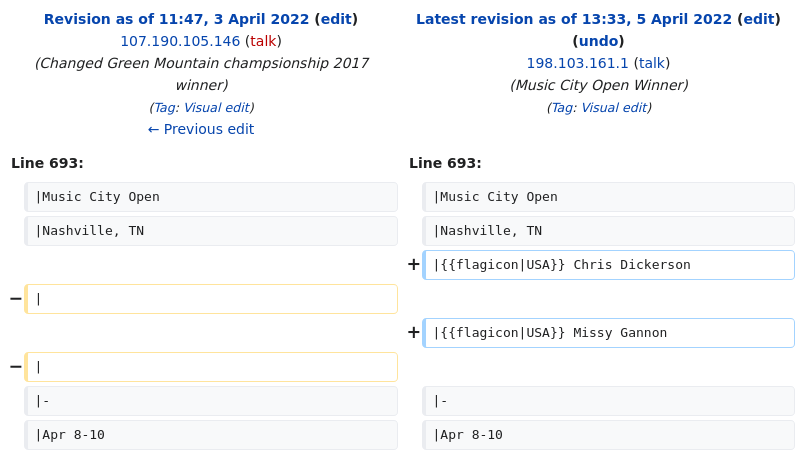 Revision as of 11:47, 3 April 2022 (edit)
107.190.105.146 (talk)
(Changed Green Mountain champsionship 2017
winner)
(Tag: Visual edit)
← Previous edit
Latest revision as of 13:33, 5 April 2022 (edit)
(undo)
198.103.161.1 (talk)
(Music City Open Winner)
(Tag: Visual edit)
Line 693:
Line 693:
|Music City Open
|Music City Open
|Nashville, TN
|Nashville, TN
+ |{{flagicon|USA}} Chris Dickerson
− |
+ |{{flagicon|USA}} Missy Gannon
− |
|-
|-
|Apr 8-10
|Apr 8-10